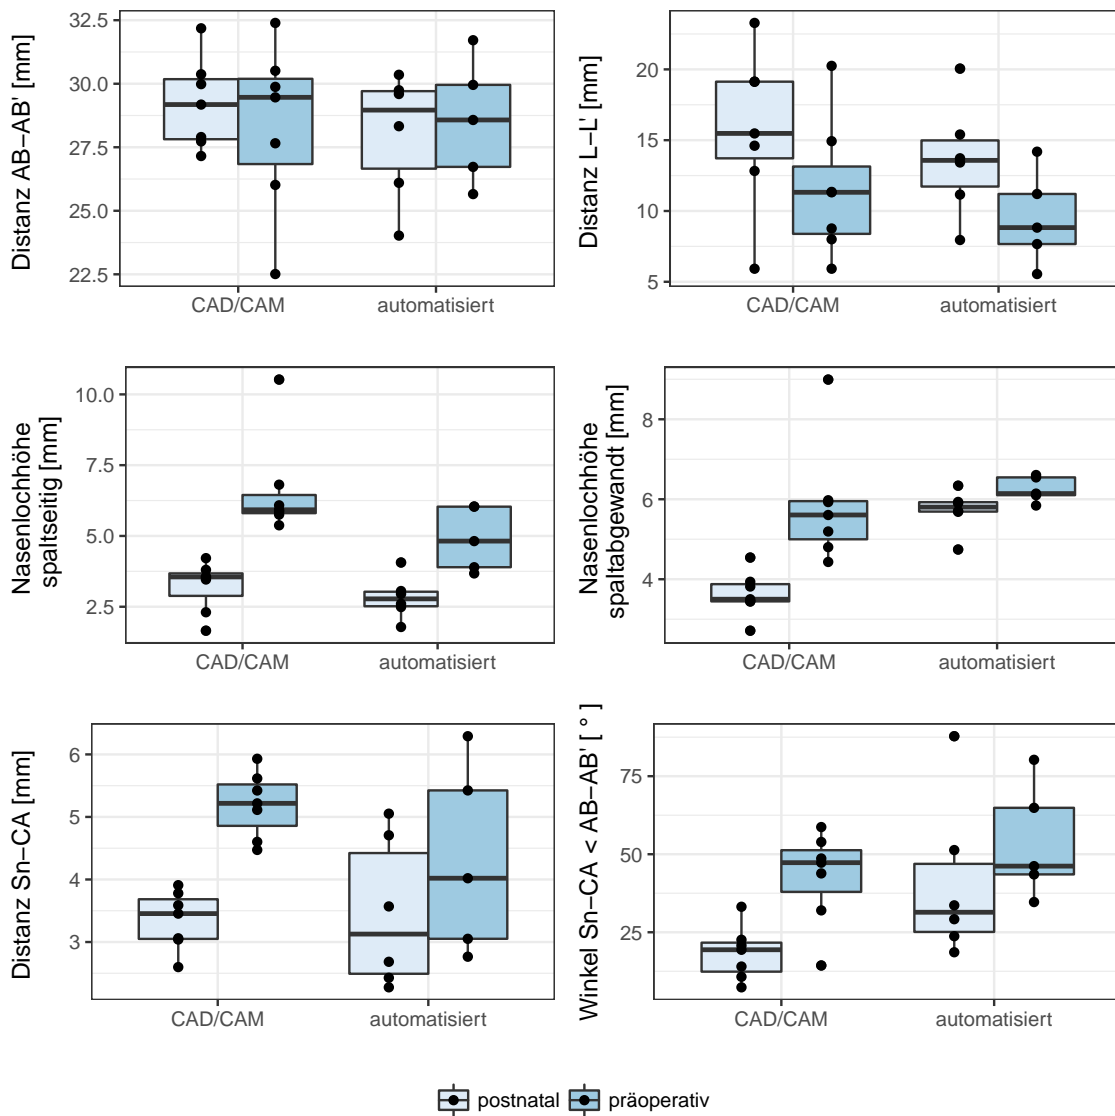 Distanz AB−AB' [mm]
32.5
30.0
27.5
25.0
22.5
CAD/CAM
automatisiert
Distanz L−L' [mm]
20
15
10
5
CAD/CAM
automatisiert
Nasenlochhöhe
spaltseitig [mm]
10.0
7.5
5.0
2.5
CAD/CAM
automatisiert
Nasenlochhöhe
spaltabgewandt [mm]
8
6
4
CAD/CAM
automatisiert
Distanz Sn−CA [mm]
6
5
4
3
CAD/CAM
automatisiert
Winkel Sn−CA < AB−AB' [ ° ]
75
50
25
CAD/CAM
automatisiert
postnatal präoperativ